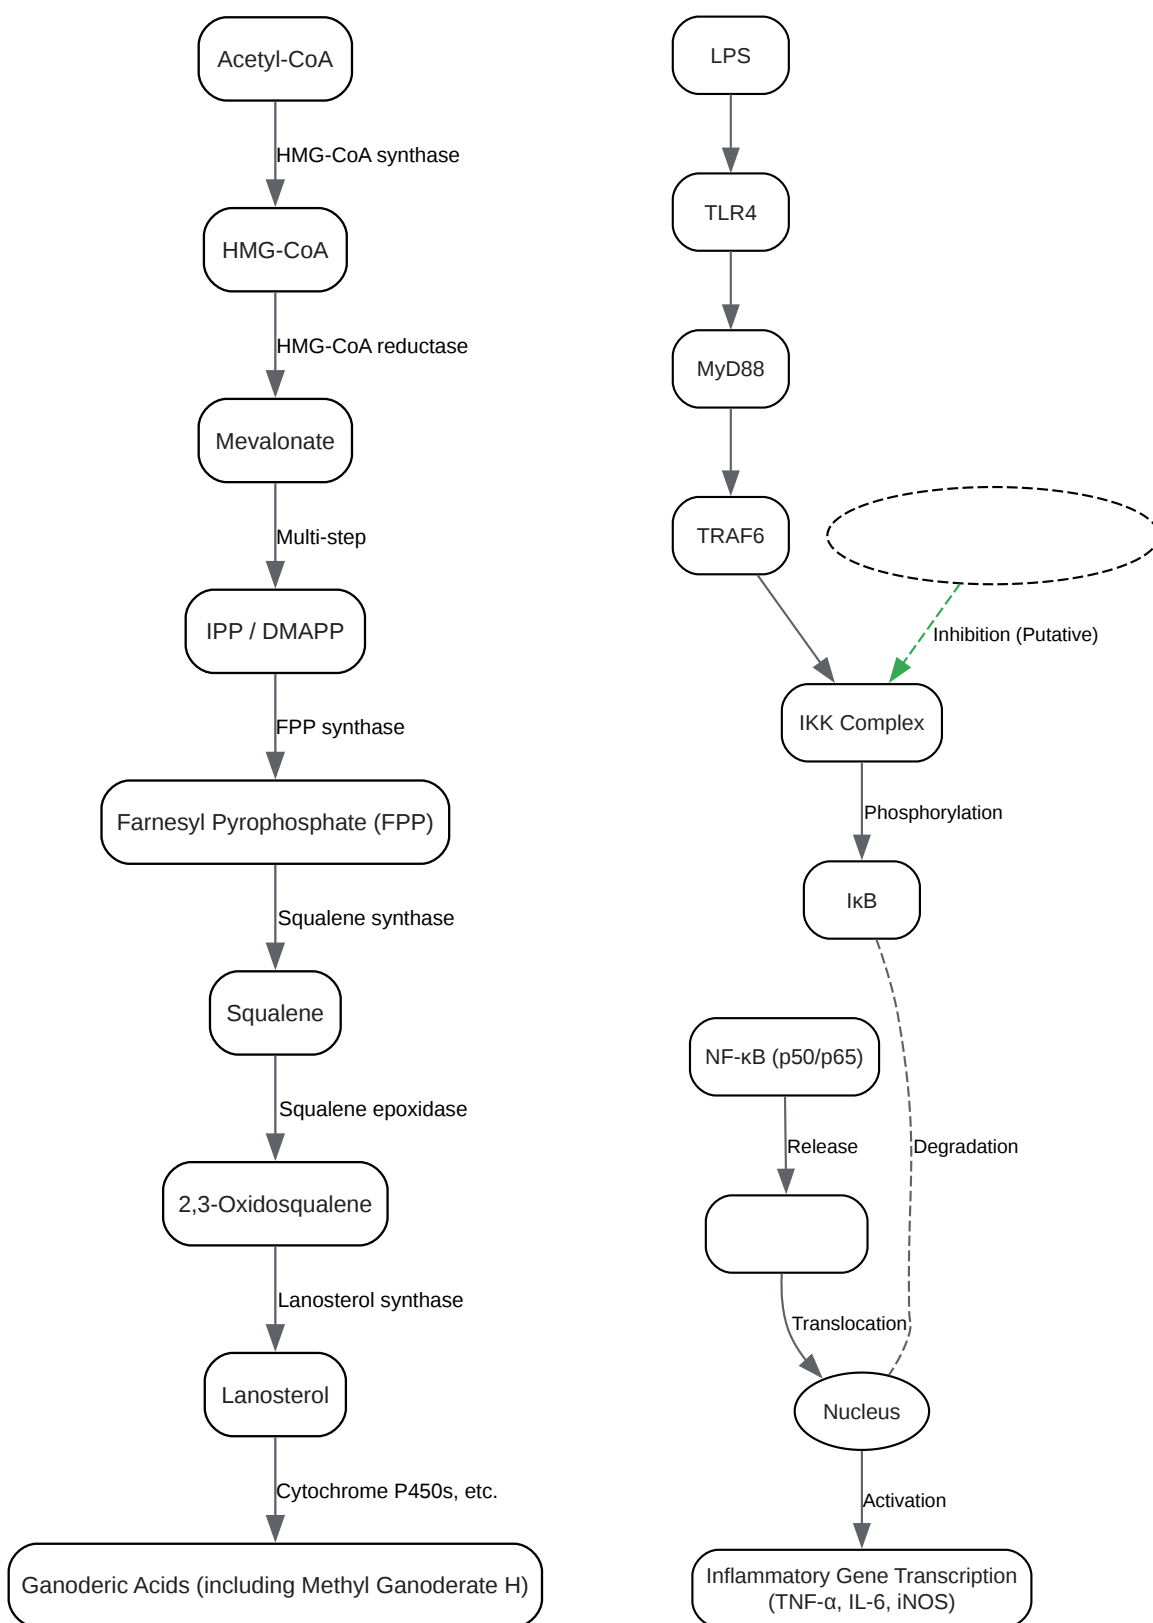 Acetyl-CoA
HMG-CoA synthase
HMG-CoA
HMG-CoA reductase
Mevalonate
Multi-step
IPP / DMAPP
FPP synthase
Farnesyl Pyrophosphate (FPP)
Squalene synthase
Squalene
Squalene epoxidase
2,3-Oxidosqualene
Lanosterol synthase
Lanosterol
Cytochrome P450s, etc.
Ganoderic Acids (including Methyl Ganoderate H)
LPS
TLR4
MyD88
TRAF6
Inhibition (Putative)
IKK Complex
Phosphorylation
IκB
NF-κB (p50/p65)
Release
Degradation
Translocation
Nucleus
Activation
Inflammatory Gene Transcription
(TNF-α, IL-6, iNOS)